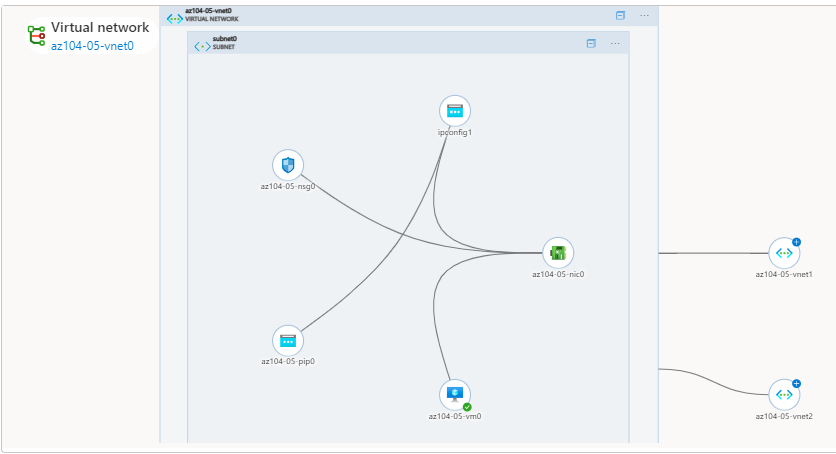 Virtual network
az104-05-vnet0
az104-05-vnet0
VIRTUAL NETWORK
subnet0
SUBNET
ipconfig1
az104-05-nsg0
az104-05-nic0
az104-05-vnet1
az104-05-pip0
az104-05-vm0
az104-05-vnet2